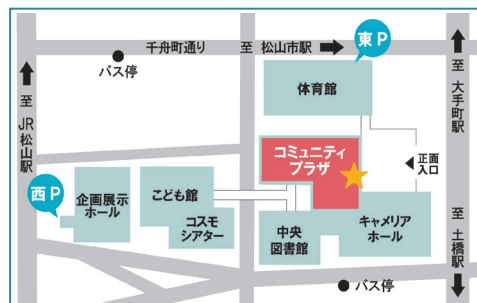 千舟町通り
バス停
至 松山市駅
東P
至 大手町駅
体育館
至 JR松山駅
コミュニティ
プラザ
正面
入口
西P
企画展示
ホール
こども館
コスモ
シアター
中央
図書館
キャメリア
ホール
至 土橋駅
バス停